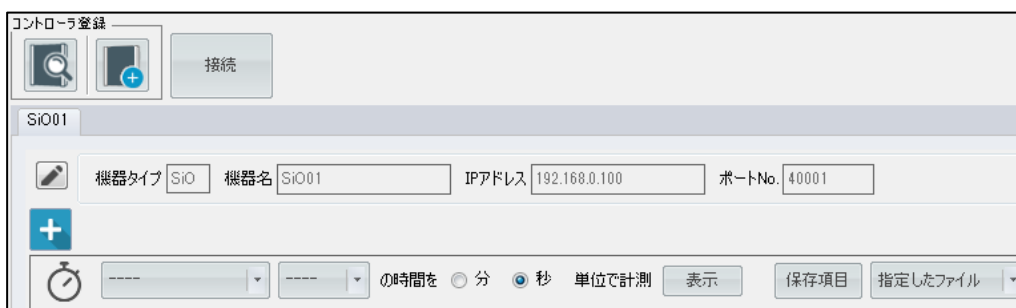 コントローラ登録
接続
SiO01
機器タイプ SiO 機器名 SiO01 IPアドレス 192.168.0.100 ポートNo. 40001
---- ---- の時間を 分 秒 単位で計測 表示 保存項目 指定したファイル